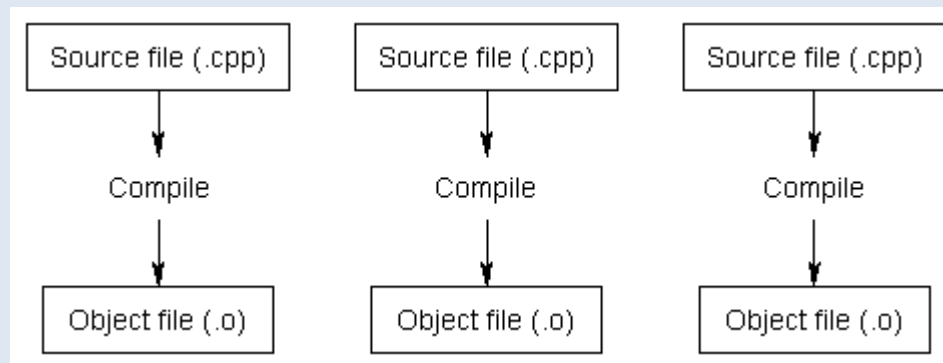 Source file (.cpp) Source file (.cpp) Source file (.cpp)
Compile Compile Compile
Object file (.o) Object file (.o) Object file (.o)